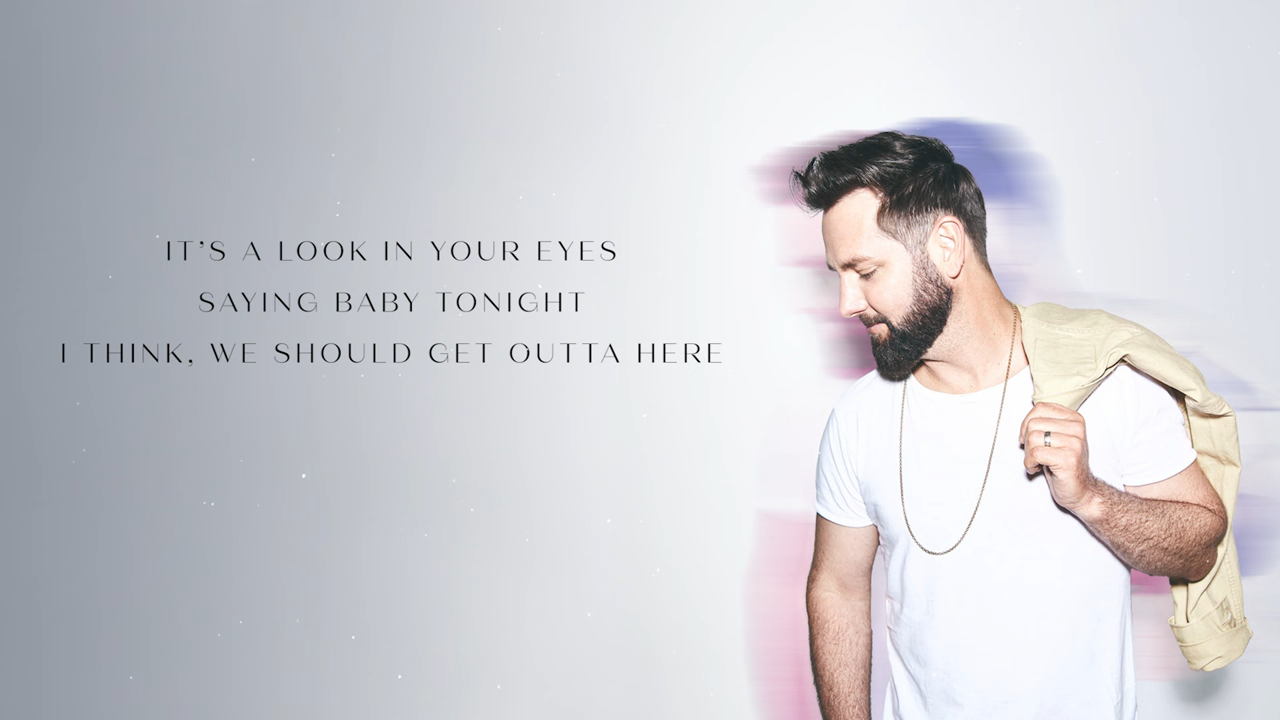 IT'S A LOOK IN YOUR EYES
SAYING BABY TONIGHT
I THINK, WE SHOULD GET OUTTA HERE